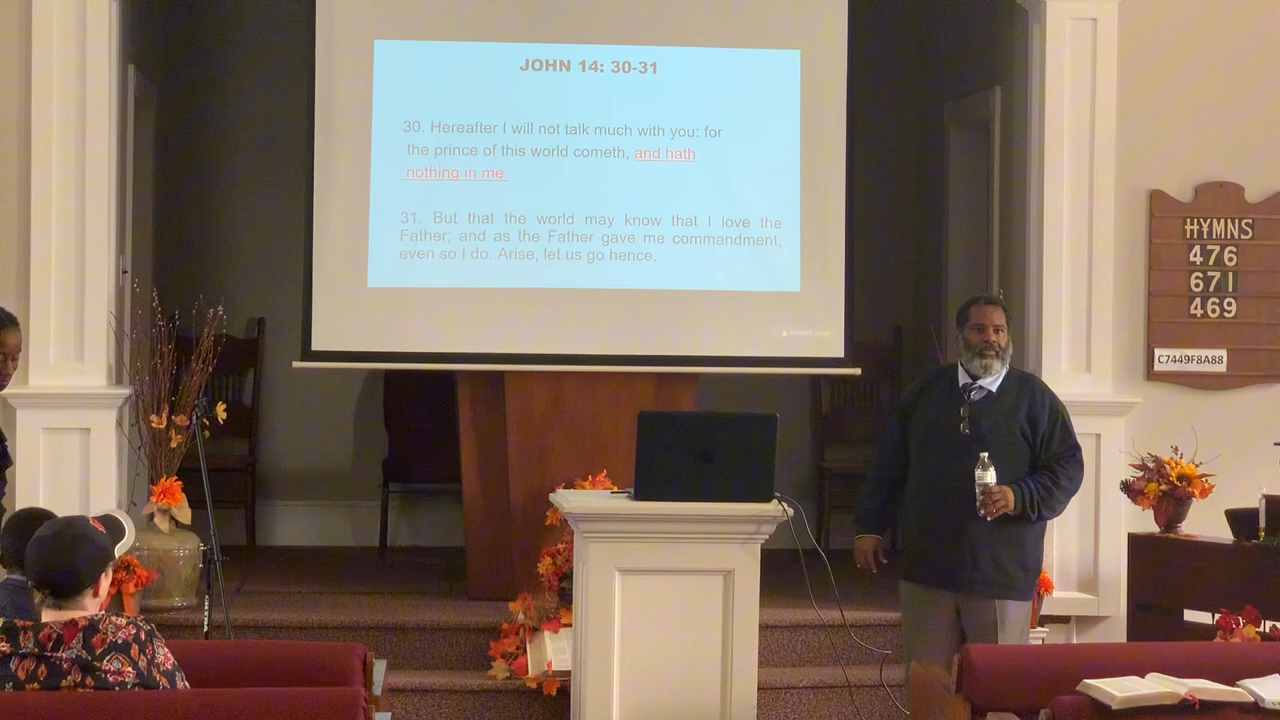 JOHN 14: 30-31
30. Hereafter I will not talk much with you: for
the prince of this world cometh, and hath
nothing in me.
31. But that the world may know that I love the
Father; and as the Father gave me commandment,
even so I do. Arise, let us go hence.
HYMNS
476
671
469
C7449F8A88